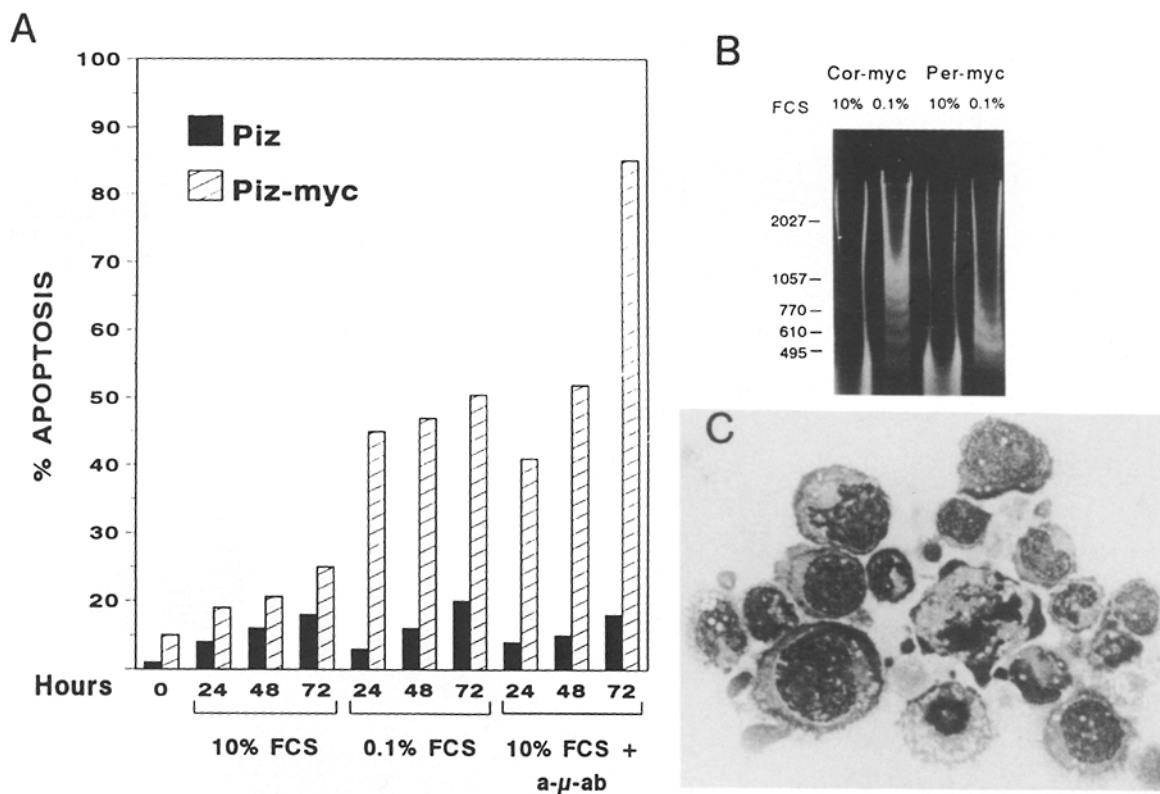 A
100
90
80
70
60
50
40
30
20
% APOPTOSIS
Piz
Piz-myc
Hours 0 24 48 72 24 48 72 24 48 72
10% FCS 0.1% FCS 10% FCS +
a-µ-ab
B
Cor-myc Per-myc
FCS 10% 0.1% 10% 0.1%
2027
1057
770
610
495
C